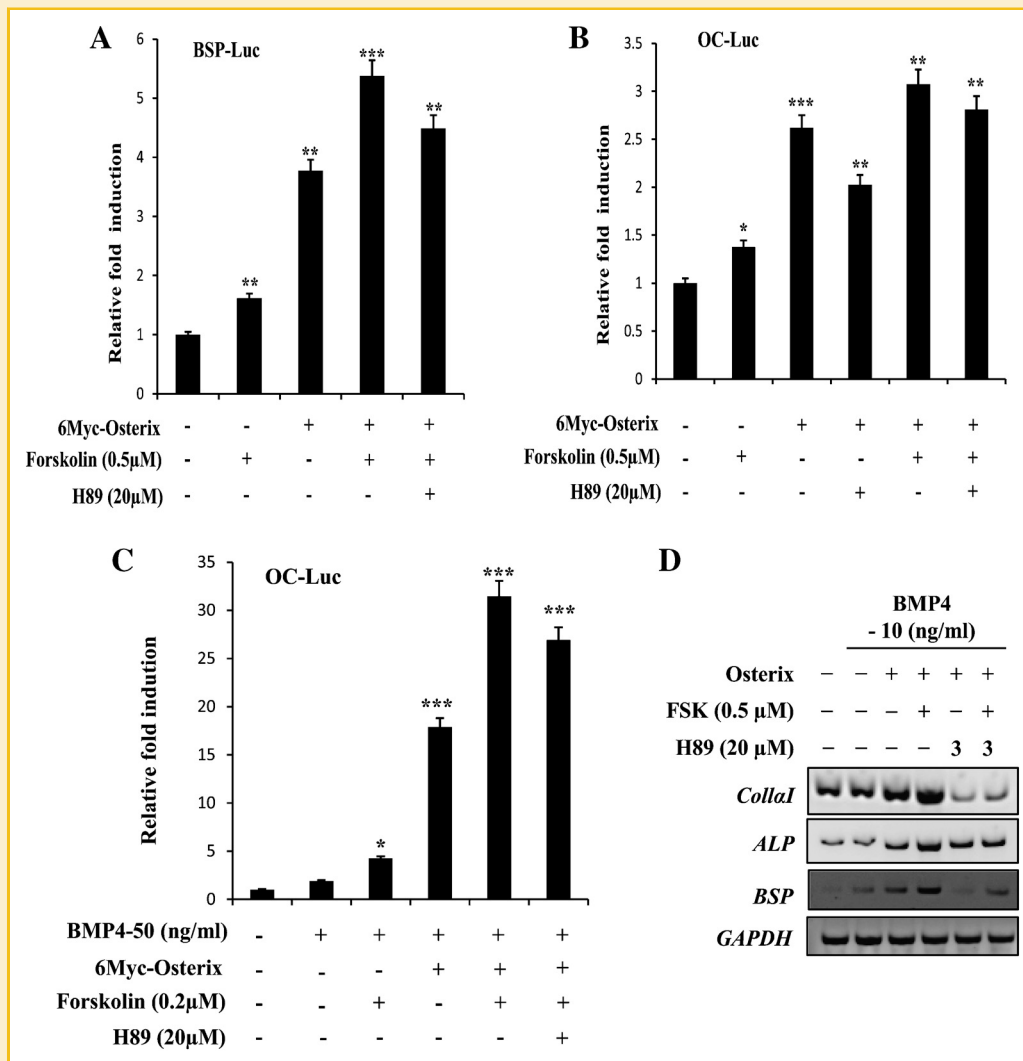 A
BSP-Luc
Relative fold induction
6
5
4
3
2
1
0
**
**
***
**
6Myc-Osterix - - + + +
Forskolin (0.5µM) - + - + +
H89 (20µM) - - - - +
B
OC-Luc
Relative fold induction
3.5
3
2.5
2
1.5
1
0.5
0
*
***
**
**
**
6Myc-Osterix - - + + + +
Forskolin (0.5µM) - + - - + +
H89 (20µM) - - - + - +
C
OC-Luc
Relative fold indution
35
30
25
20
15
10
5
0
*
***
***
***
BMP4-50 (ng/ml) - + + + + +
6Myc-Osterix - - - + + +
Forskolin (0.2µM) - - + - + +
H89 (20µM) - - - - - +
D
BMP4
- 10 (ng/ml)
Osterix – – + + + +
FSK (0.5 µM) – – – + – +
H89 (20 µM) – – – – 3 3
CollαI
ALP
BSP
GAPDH